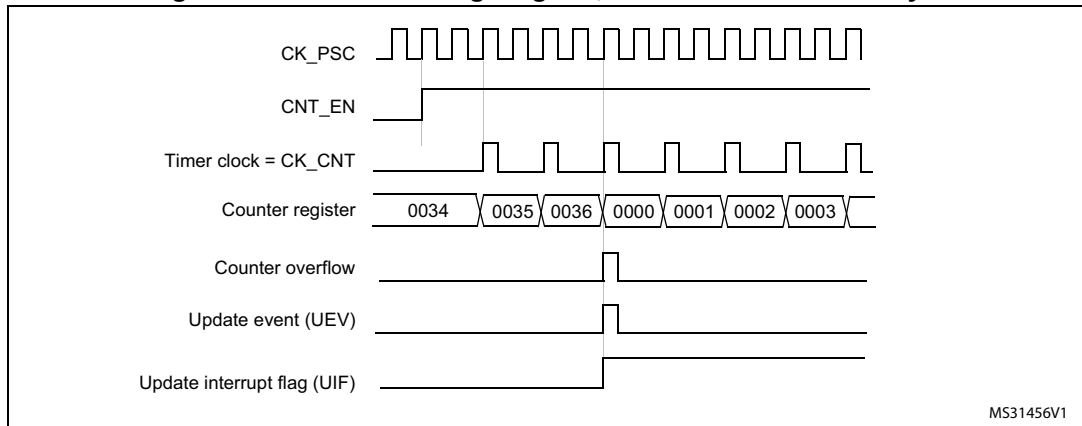 CK_PSC
CNT_EN
Timer clock = CK_CNT
Counter register 0034 0035 0036 0000 0001 0002 0003
Counter overflow
Update event (UEV)
Update interrupt flag (UIF)
MS31456V1